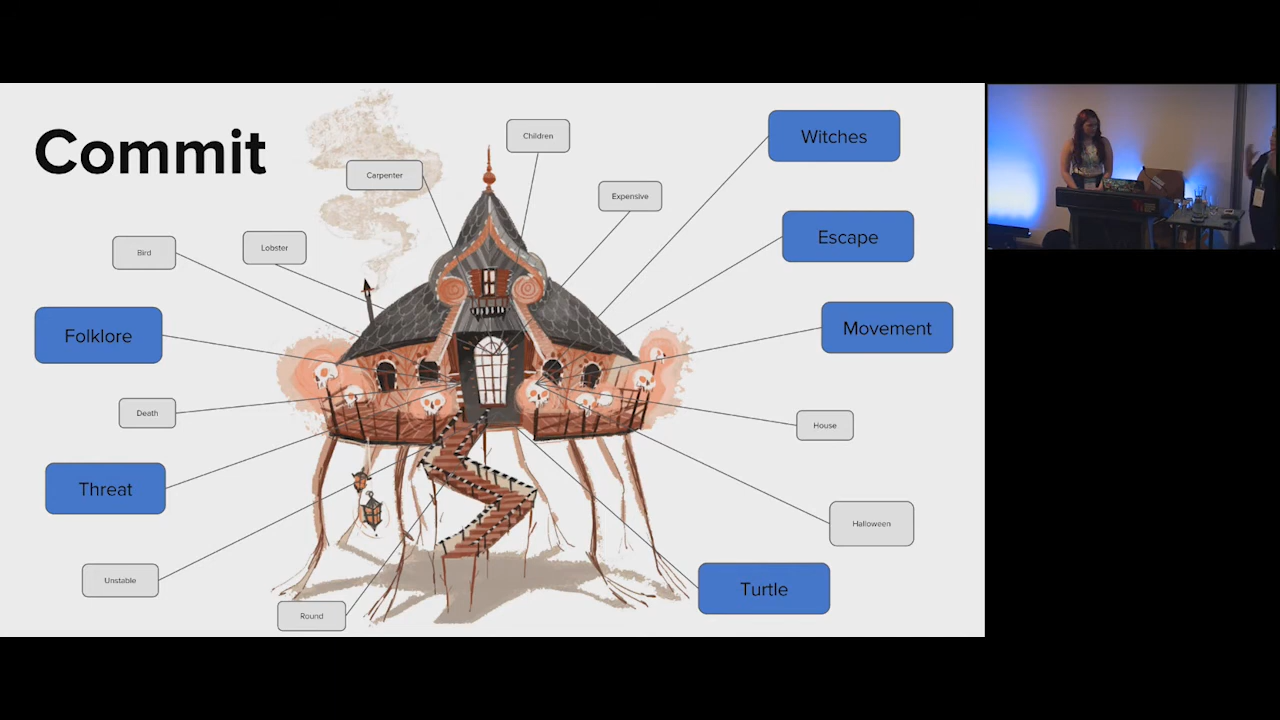 Commit
Children
Witches
Carpenter
Expensive
Escape
Bird
Lobster
Folklore
Movement
Death
House
Threat
Halloween
Unstable
Turtle
Round